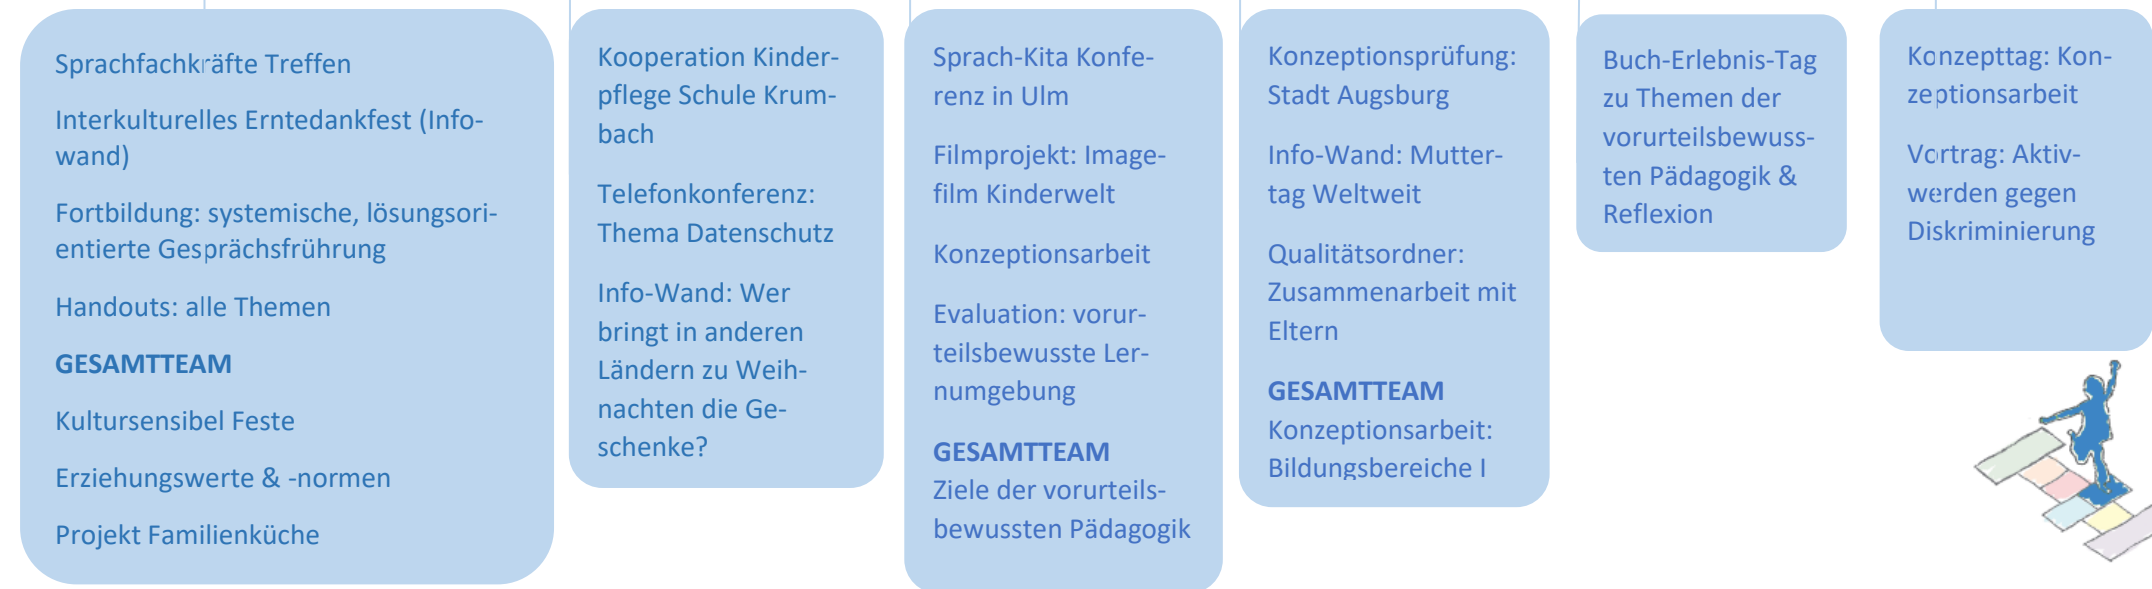 Sprachfachkräfte Treffen
Interkulturelles Erntedankfest (Info-
wand)
Fortbildung: systemische, lösungsori-
entierte Gesprächsfrührung
Handouts: alle Themen
GESAMTTEAM
Kultursensibel Feste
Erziehungswerte & -normen
Projekt Familienküche
Kooperation Kinder-
pflege Schule Krum-
bach
Telefonkonferenz:
Thema Datenschutz
Info-Wand: Wer
bringt in anderen
Ländern zu Weih-
nachten die Ge-
schenke?
Sprach-Kita Konfe-
renz in Ulm
Filmprojekt: Image-
film Kinderwelt
Konzeptionsarbeit
Evaluation: vorur-
teilsbewusste Ler-
numgebung
GESAMTTEAM
Ziele der vorurteils-
bewussten Pädagogik
Konzeptionsprüfung:
Stadt Augsburg
Info-Wand: Mutter-
tag Weltweit
Qualitätsordner:
Zusammenarbeit mit
Eltern
GESAMTTEAM
Konzeptionsarbeit:
Bildungsbereiche I
Buch-Erlebnis-Tag
zu Themen der
vorurteilsbewuss-
ten Pädagogik &
Reflexion
Konzepttag: Kon-
zeptionsarbeit
Vortrag: Aktiv-
werden gegen
Diskriminierung